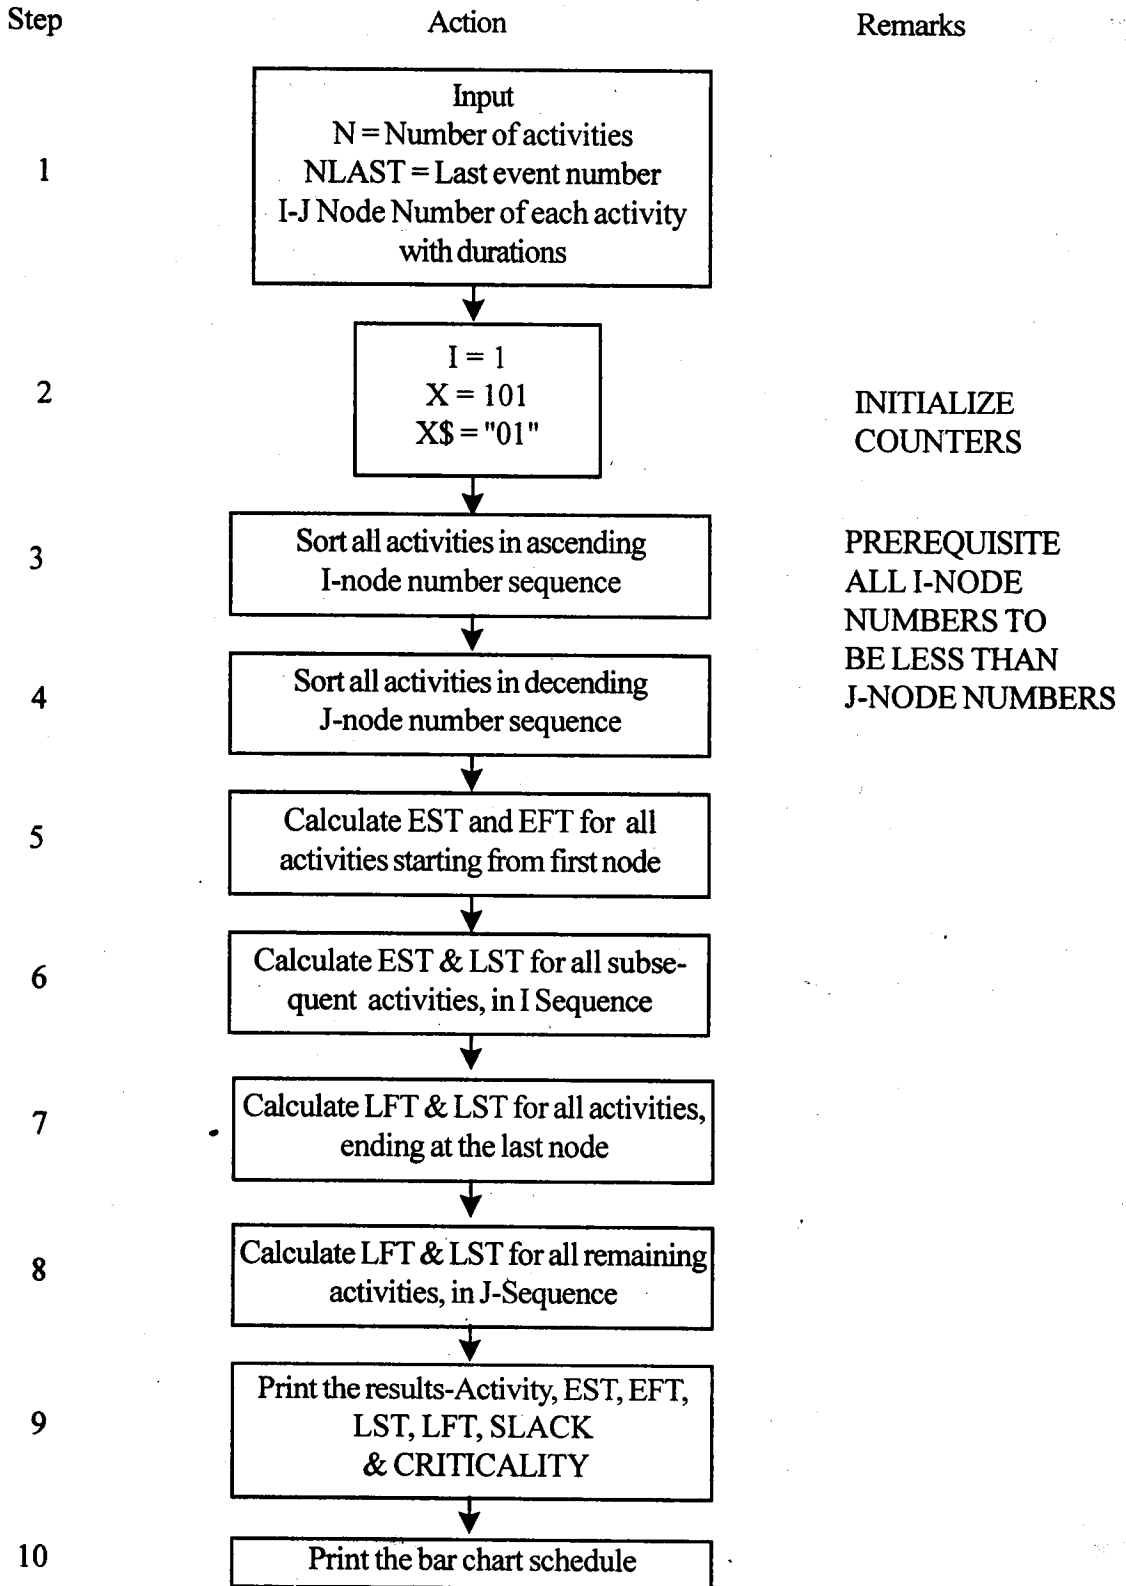 Step Action Remarks
1
Input
N = Number of activities
NLAST = Last event number
I-J Node Number of each activity
with durations
2
I = 1
X = 101
X$ = "01"
INITIALIZE
COUNTERS
3
Sort all activities in ascending
I-node number sequence
PREREQUISITE
ALL I-NODE
NUMBERS TO
BE LESS THAN
J-NODE NUMBERS
4
Sort all activities in decending
J-node number sequence
5
Calculate EST and EFT for all
activities starting from first node
6
Calculate EST & LST for all subse-
quent activities, in I Sequence
7
Calculate LFT & LST for all activities,
ending at the last node
8
Calculate LFT & LST for all remaining
activities, in J-Sequence
9
Print the results-Activity, EST, EFT,
LST, LFT, SLACK
& CRITICALITY
10
Print the bar chart schedule